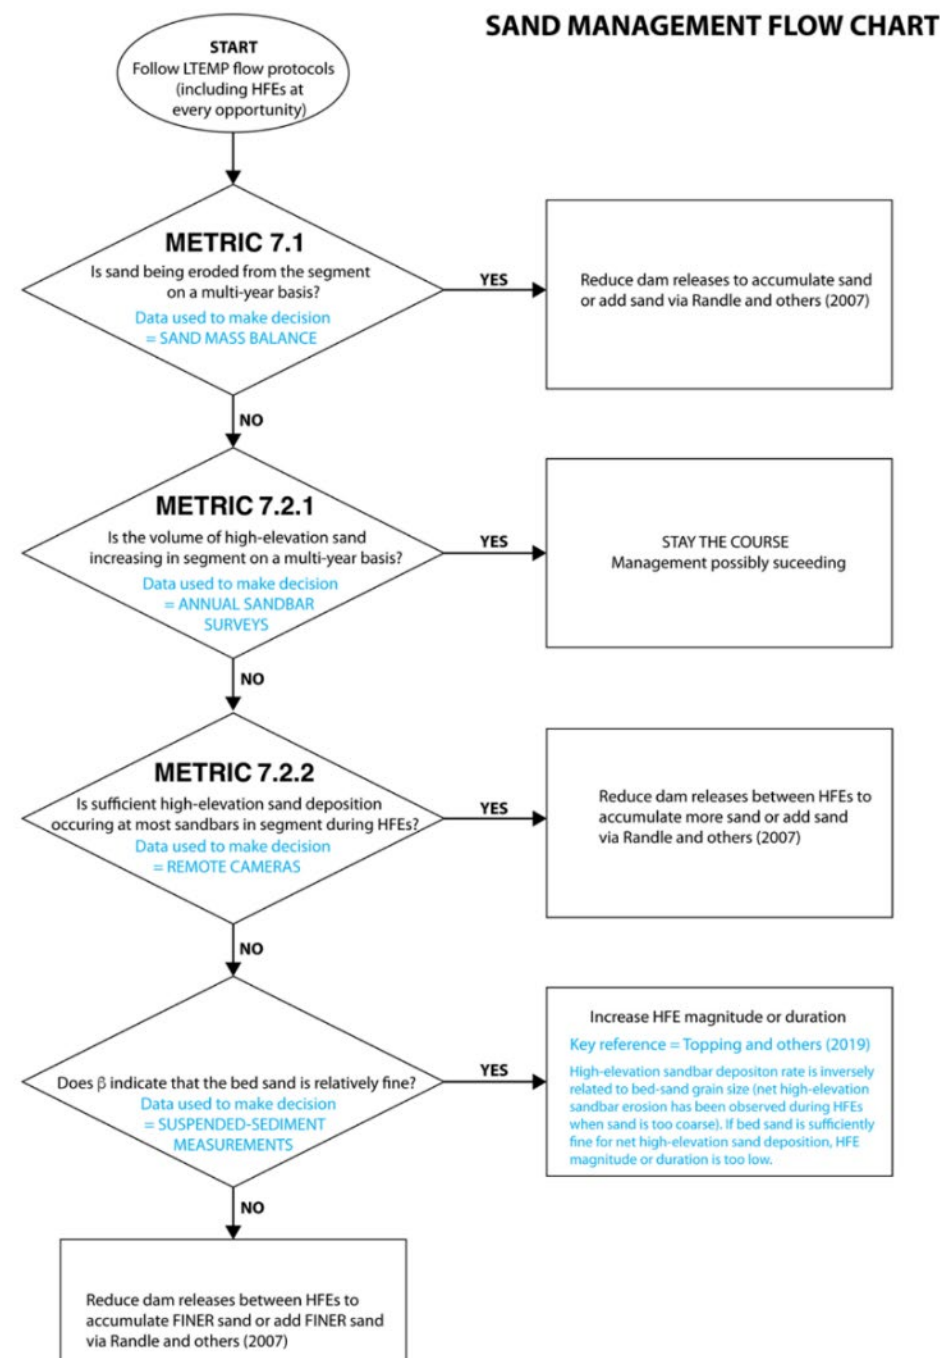 SAND MANAGEMENT FLOW CHART
START
Follow LTEMP flow protocols
(including HFEs at
every opportunity)
METRIC 7.1
Is sand being eroded from the segment
on a multi-year basis?
Data used to make decision
= SAND MASS BALANCE
YES
Reduce dam releases to accumulate sand
or add sand via Randle and others (2007)
NO
METRIC 7.2.1
Is the volume of high-elevation sand
increasing in segment on a multi-year basis?
Data used to make decision
= ANNUAL SANDBAR
SURVEYS
YES
STAY THE COURSE
Management possibly suceeding
NO
METRIC 7.2.2
Is sufficient high-elevation sand deposition
occuring at most sandbars in segment during HFEs?
Data used to make decision
= REMOTE CAMERAS
YES
Reduce dam releases between HFEs to
accumulate more sand or add sand
via Randle and others (2007)
NO
Does β indicate that the bed sand is relatively fine?
Data used to make decision
= SUSPENDED-SEDIMENT
MEASUREMENTS
YES
Increase HFE magnitude or duration
Key reference = Topping and others (2019)
High-elevation sandbar depositon rate is inversely
related to bed-sand grain size (net high-elevation
sandbar erosion has been observed during HFEs
when sand is too coarse). If bed sand is sufficiently
fine for net high-elevation sand deposition, HFE
magnitude or duration is too low.
NO
Reduce dam releases between HFEs to
accumulate FINER sand or add FINER sand
via Randle and others (2007)